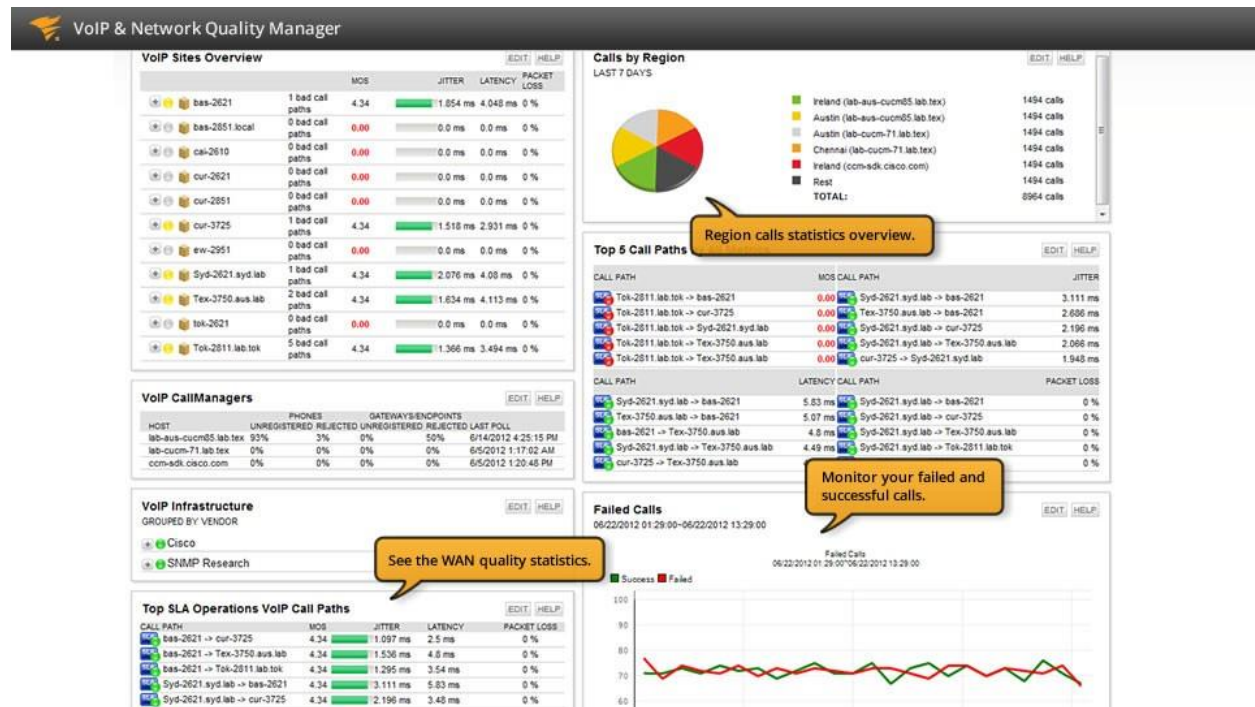 VoIP & Network Quality Manager
VoIP Sites Overview EDIT HELP
MOS JITTER LATENCY PACKET LOSS
bas-2621 1 bad call paths 4.34 1.854 ms 4.048 ms 0 %
bas-2851.local 0 bad call paths 0.00 0.0 ms 0.0 ms 0 %
cai-2610 0 bad call paths 0.00 0.0 ms 0.0 ms 0 %
cur-2621 0 bad call paths 0.00 0.0 ms 0.0 ms 0 %
cur-2851 0 bad call paths 0.00 0.0 ms 0.0 ms 0 %
cur-3725 1 bad call paths 4.34 1.518 ms 2.931 ms 0 %
ew-2951 0 bad call paths 0.00 0.0 ms 0.0 ms 0 %
Syd-2621.syd.lab 1 bad call paths 4.34 2.076 ms 4.08 ms 0 %
Tex-3750.aus.lab 2 bad call paths 4.34 1.634 ms 4.113 ms 0 %
tok-2621 0 bad call paths 0.00 0.0 ms 0.0 ms 0 %
Tok-2811.lab.tok 5 bad call paths 4.34 1.366 ms 3.494 ms 0 %
VoIP CallManagers EDIT HELP
PHONES GATEWAYS/ENDPOINTS
HOST UNREGISTERED REJECTED UNREGISTERED REJECTED LAST POLL
lab-aus-cucm85.lab.tex 93% 3% 0% 50% 6/14/2012 4:25:15 PM
lab-cucm-71.lab.tex 0% 0% 0% 0% 6/5/2012 1:17:02 AM
ccm-sdk.cisco.com 0% 0% 0% 0% 6/5/2012 1:20:48 PM
VoIP Infrastructure EDIT HELP
GROUPED BY VENDOR
Cisco
SNMP Research
See the WAN quality statistics.
Top SLA Operations VoIP Call Paths EDIT HELP
CALL PATH MOS JITTER LATENCY PACKET LOSS
bas-2621 -> cur-3725 4.34 1.097 ms 2.5 ms 0 %
bas-2621 -> Tex-3750.aus.lab 4.34 1.536 ms 4.8 ms 0 %
bas-2621 -> Tok-2811.lab.tok 4.34 1.295 ms 3.54 ms 0 %
Syd-2621.syd.lab -> bas-2621 4.34 3.111 ms 5.83 ms 0 %
Syd-2621.syd.lab -> cur-3725 4.34 2.196 ms 3.48 ms 0 %
Calls by Region EDIT HELP
LAST 7 DAYS
Ireland (lab-aus-cucm85.lab.tex) 1494 calls
Austin (lab-aus-cucm85.lab.tex) 1494 calls
Austin (lab-cucm-71.lab.tex) 1494 calls
Chennai (lab-cucm-71.lab.tex) 1494 calls
Ireland (ccm-sdk.cisco.com) 1494 calls
Rest 1494 calls
TOTAL: 8964 calls
Region calls statistics overview.
Top 5 Call Paths EDIT HELP
CALL PATH MOS CALL PATH JITTER
Tok-2811.lab.tok -> bas-2621 0.00 Syd-2621.syd.lab -> bas-2621 3.111 ms
Tok-2811.lab.tok -> cur-3725 0.00 Tex-3750.aus.lab -> bas-2621 2.686 ms
Tok-2811.lab.tok -> Syd-2621.syd.lab 0.00 Syd-2621.syd.lab -> cur-3725 2.196 ms
Tok-2811.lab.tok -> Tex-3750.aus.lab 0.00 Syd-2621.syd.lab -> Tex-3750.aus.lab 2.066 ms
Tok-2811.lab.tok -> Tex-3750.aus.lab 0.00 cur-3725 -> Syd-2621.syd.lab 1.948 ms
CALL PATH LATENCY CALL PATH PACKET LOSS
Syd-2621.syd.lab -> bas-2621 5.83 ms Syd-2621.syd.lab -> bas-2621 0 %
Tex-3750.aus.lab -> bas-2621 5.07 ms Syd-2621.syd.lab -> cur-3725 0 %
bas-2621 -> Tex-3750.aus.lab 4.8 ms Syd-2621.syd.lab -> Tex-3750.aus.lab 0 %
Syd-2621.syd.lab -> Tex-3750.aus.lab 4.49 ms Syd-2621.syd.lab -> Tok-2811.lab.tok 0 %
cur-3725 -> Tex-3750.aus.lab 0 %
Monitor your failed and
successful calls.
Failed Calls EDIT HELP
06/22/2012 01:29:00-06/22/2012 13:29:00
Failed Calls
06/22/2012 01:29:00~06/22/2012 13:29:00
Success Failed
100
90
80
70
60